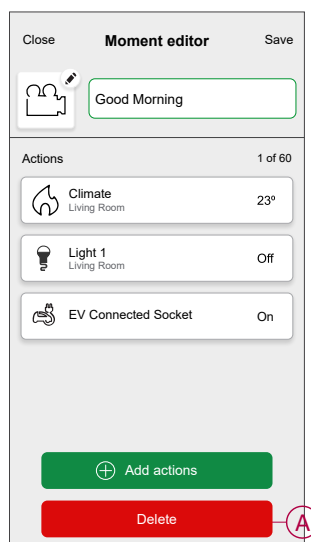 Close Moment editor Save
Good Morning
Actions 1 of 60
Climate
Living Room
23º
Light 1
Living Room
Off
EV Connected Socket On
Add actions
Delete
A